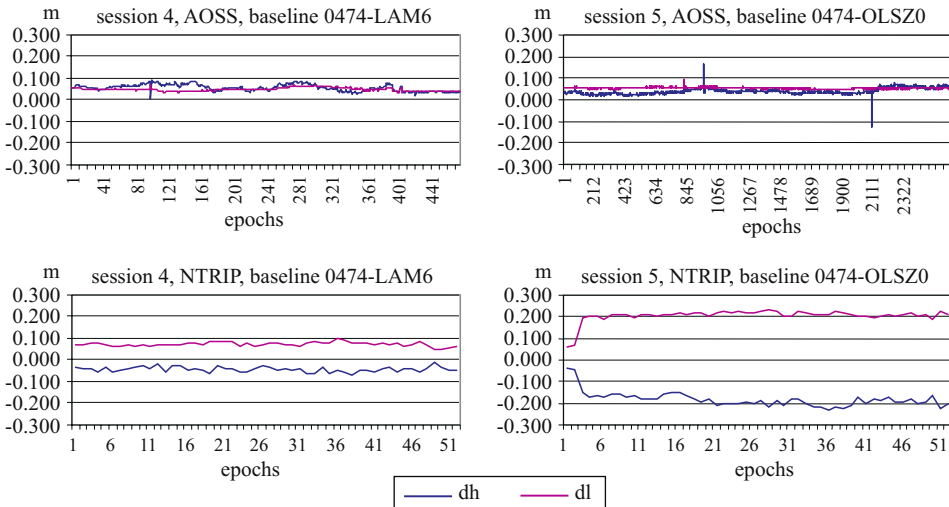 session 4, AOSS, baseline 0474-LAM6
m
0.300
0.200
0.100
0.000
-0.100
-0.200
-0.300
1 41 81 121 161 201 241 281 321 361 401 441
epochs
session 5, AOSS, baseline 0474-OLSZ0
m
0.300
0.200
0.100
0.000
-0.100
-0.200
-0.300
1 212 423 634 845 1056 1267 1478 1689 1900 2111 2322
epochs
session 4, NTRIP, baseline 0474-LAM6
m
0.300
0.200
0.100
0.000
-0.100
-0.200
-0.300
1 6 11 16 21 26 31 36 41 46 51
epochs
session 5, NTRIP, baseline 0474-OLSZ0
m
0.300
0.200
0.100
0.000
-0.100
-0.200
-0.300
1 6 11 16 21 26 31 36 41 46 51
epochs
dh dl